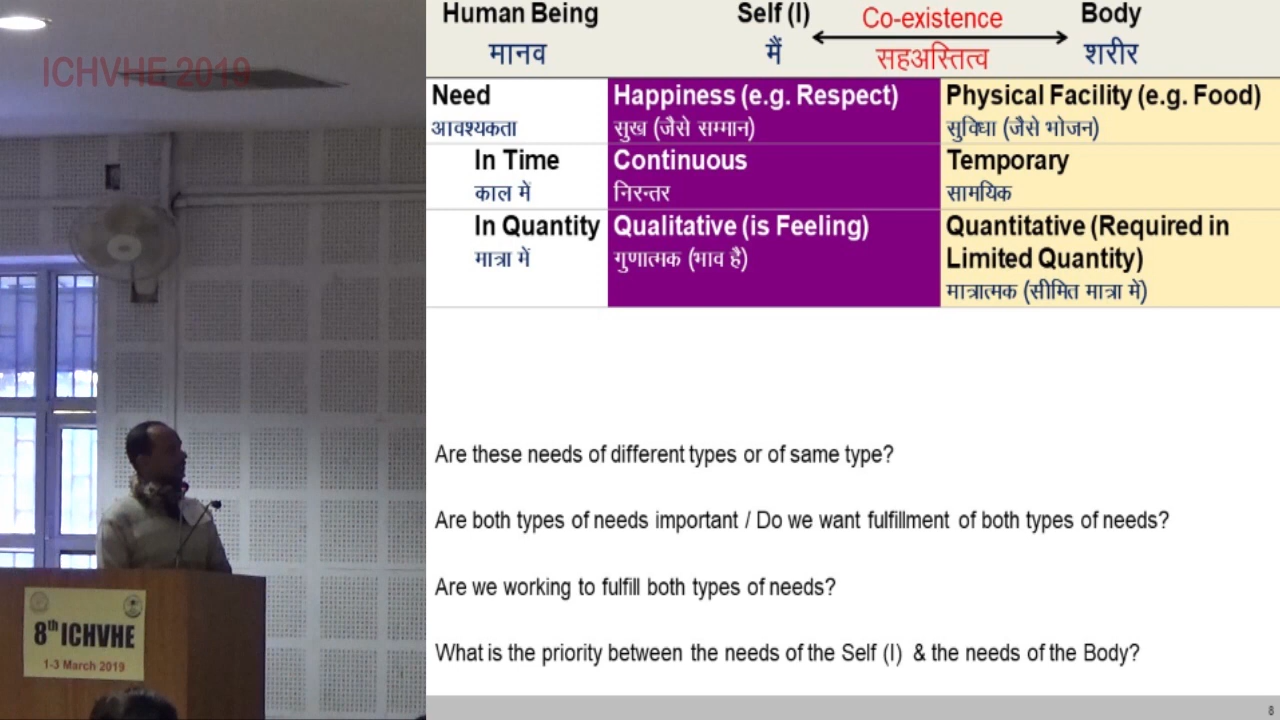 ICHVHE 2019
8th ICHVHE
1-3 March 2019
Human Being Self (I) Co-existence Body
मानव मैं सहअस्तित्व शरीर
Need Happiness (e.g. Respect) Physical Facility (e.g. Food)
आवश्यकता सुख (जैसे सम्मान) सुविधा (जैसे भोजन)
In Time Continuous Temporary
काल में निरन्तर सामयिक
In Quantity Qualitative (is Feeling) Quantitative (Required in
Limited Quantity)
मात्रा में गुणात्मक (भाव है)
मात्रात्मक (सीमित मात्रा में)
Are these needs of different types or of same type?
Are both types of needs important / Do we want fulfillment of both types of needs?
Are we working to fulfill both types of needs?
What is the priority between the needs of the Self (I) & the needs of the Body?
8